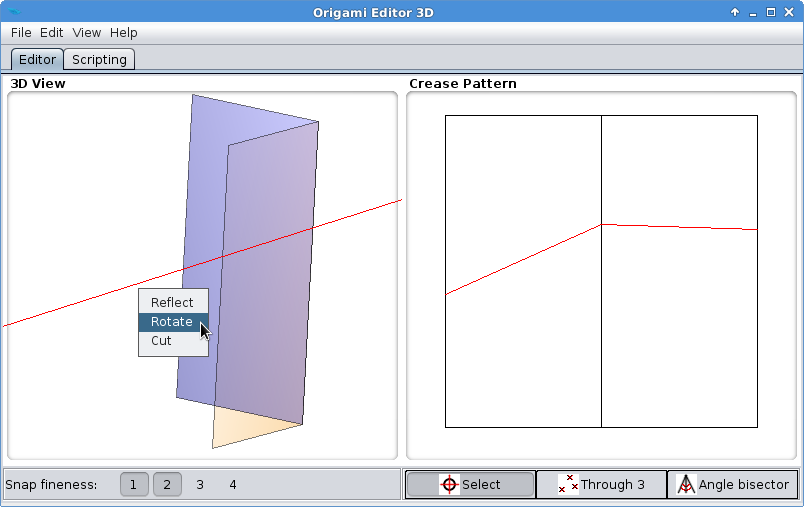 Origami Editor 3D
File Edit View Help
Editor Scripting
3D View
Crease Pattern
Reflect
Rotate
Cut
Snap fineness: 1 2 3 4
Select Through 3 Angle bisector